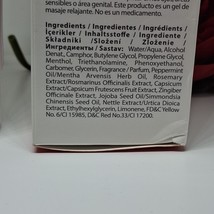 sensibles o área genital. Este producto es un gel de
masaje relajante. No es un medicamento.
Ingredients / Ingredientes / Ingrédients /
İçerikler / Inhaltsstoffe / Ingrediente /
Składniki /Složení / Zloženie /
Ингредиенты / Sastav: Water/Aqua, Alcohol
Denat., Camphor, Butylene Glycol, Propylene Glycol,
Menthol, Triethanolamine, Phenoxyethanol,
Carbomer, Glycerin, Fragrance / Parfum, Peppermint
Oil/Mentha Arvensis Herb Oil, Rosemary
Extract/Rosmarinus Officinalis Extract, Capsicum
Extract/Capsicum Frutescens Fruit Extract, Zingiber
Officinale Extract, Jojoba Seed Oil/Simmondsia
Chinensis Seed Oil, Nettle Extract/Urtica Dioica
Extract, Ethylhexylglycerin, Limonene, FD&C Yellow
No. 6/CI 15985, D&C Red No.33/CI 17200.